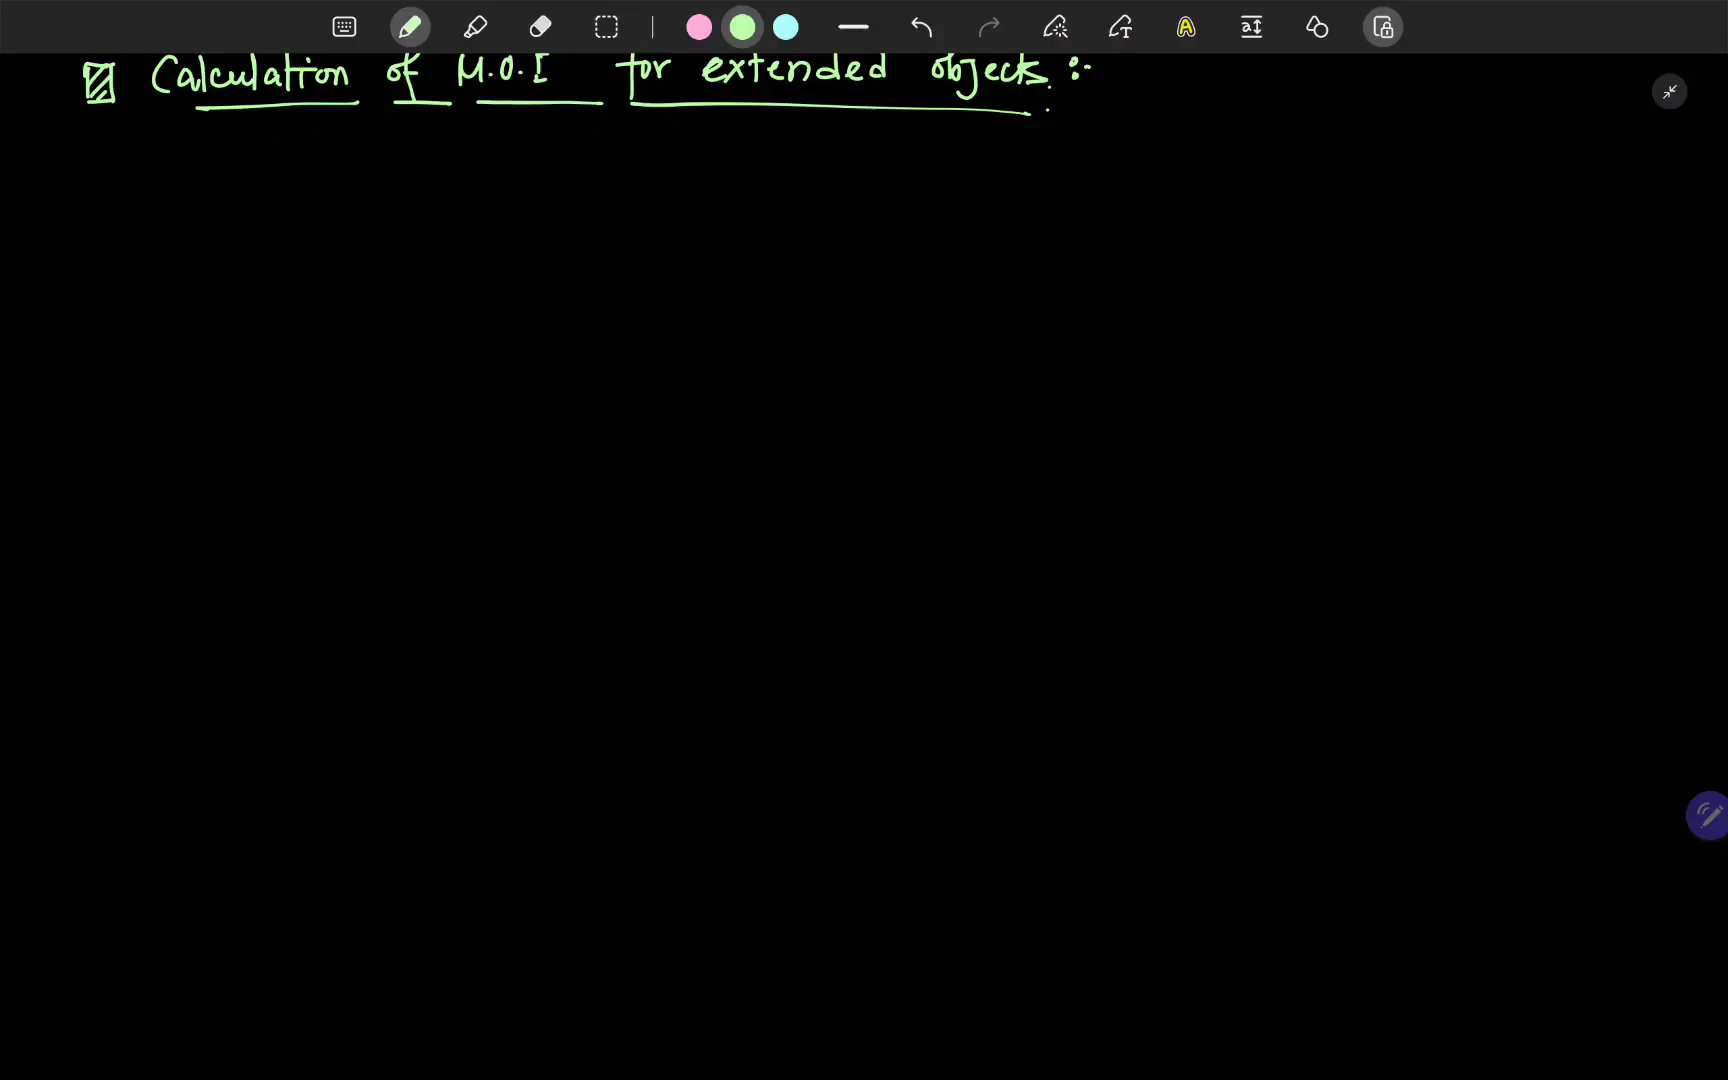 Calculation of M.O.I for extended objects :-